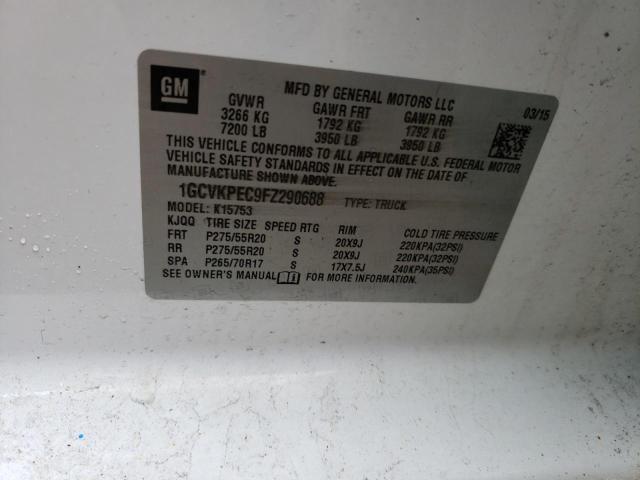 GM
MFD BY GENERAL MOTORS LLC
03/15
GVWR GAWR FRT GAWR RR
3266 KG 1792 KG 1792 KG
7200 LB 3950 LB 3950 LB
THIS VEHICLE CONFORMS TO ALL APPLICABLE U.S. FEDERAL MOTOR
VEHICLE SAFETY STANDARDS IN EFFECT ON THE DATE OF
MANUFACTURE SHOWN ABOVE.
1GCVKPEC9FZ290688 TYPE: TRUCK
MODEL: K15753
KJQQ TIRE SIZE SPEED RTG RIM COLD TIRE PRESSURE
FRT P275/55R20 S 20X9J 220KPA(32PSI)
RR P275/55R20 S 20X9J 220KPA(32PSI)
SPA P265/70R17 S 17X7.5J 240KPA(35PSI)
SEE OWNER'S MANUAL FOR MORE INFORMATION.